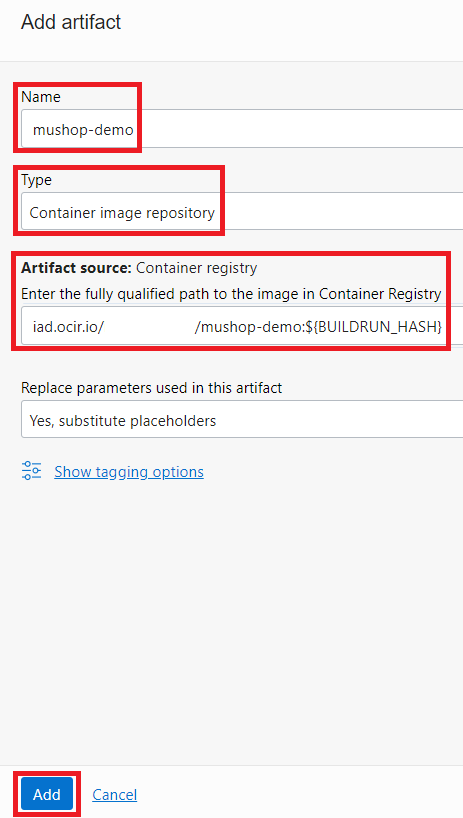 Add artifact
Name
mushop-demo
Type
Container image repository
Artifact source: Container registry
Enter the fully qualified path to the image in Container Registry
iad.ocir.io/ /mushop-demo:${BUILDRUN_HASH}
Replace parameters used in this artifact
Yes, substitute placeholders
Show tagging options
Add Cancel